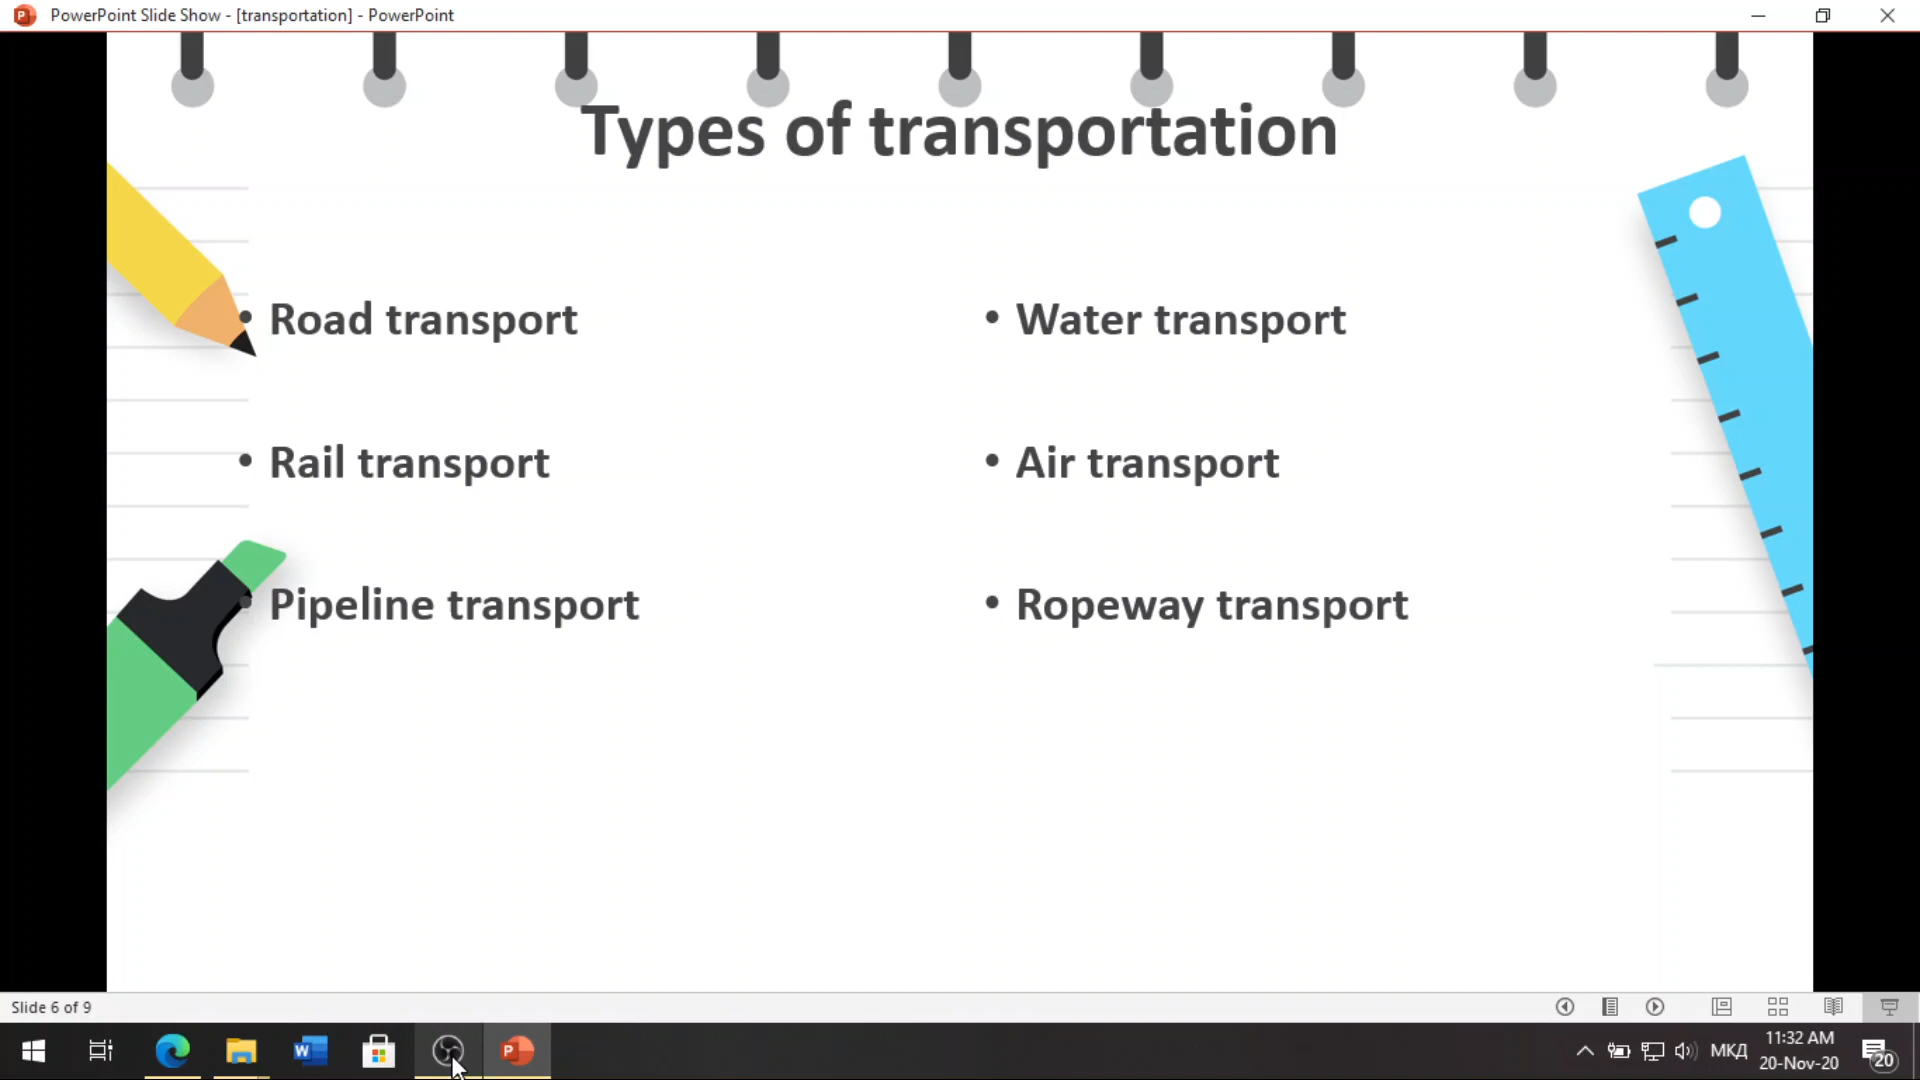 PowerPoint Slide Show - [transportation] - PowerPoint
Types of transportation
• Road transport
• Rail transport
• Pipeline transport
• Water transport
• Air transport
• Ropeway transport
Slide 6 of 9
МКД
11:32 AM
20-Nov-20
20